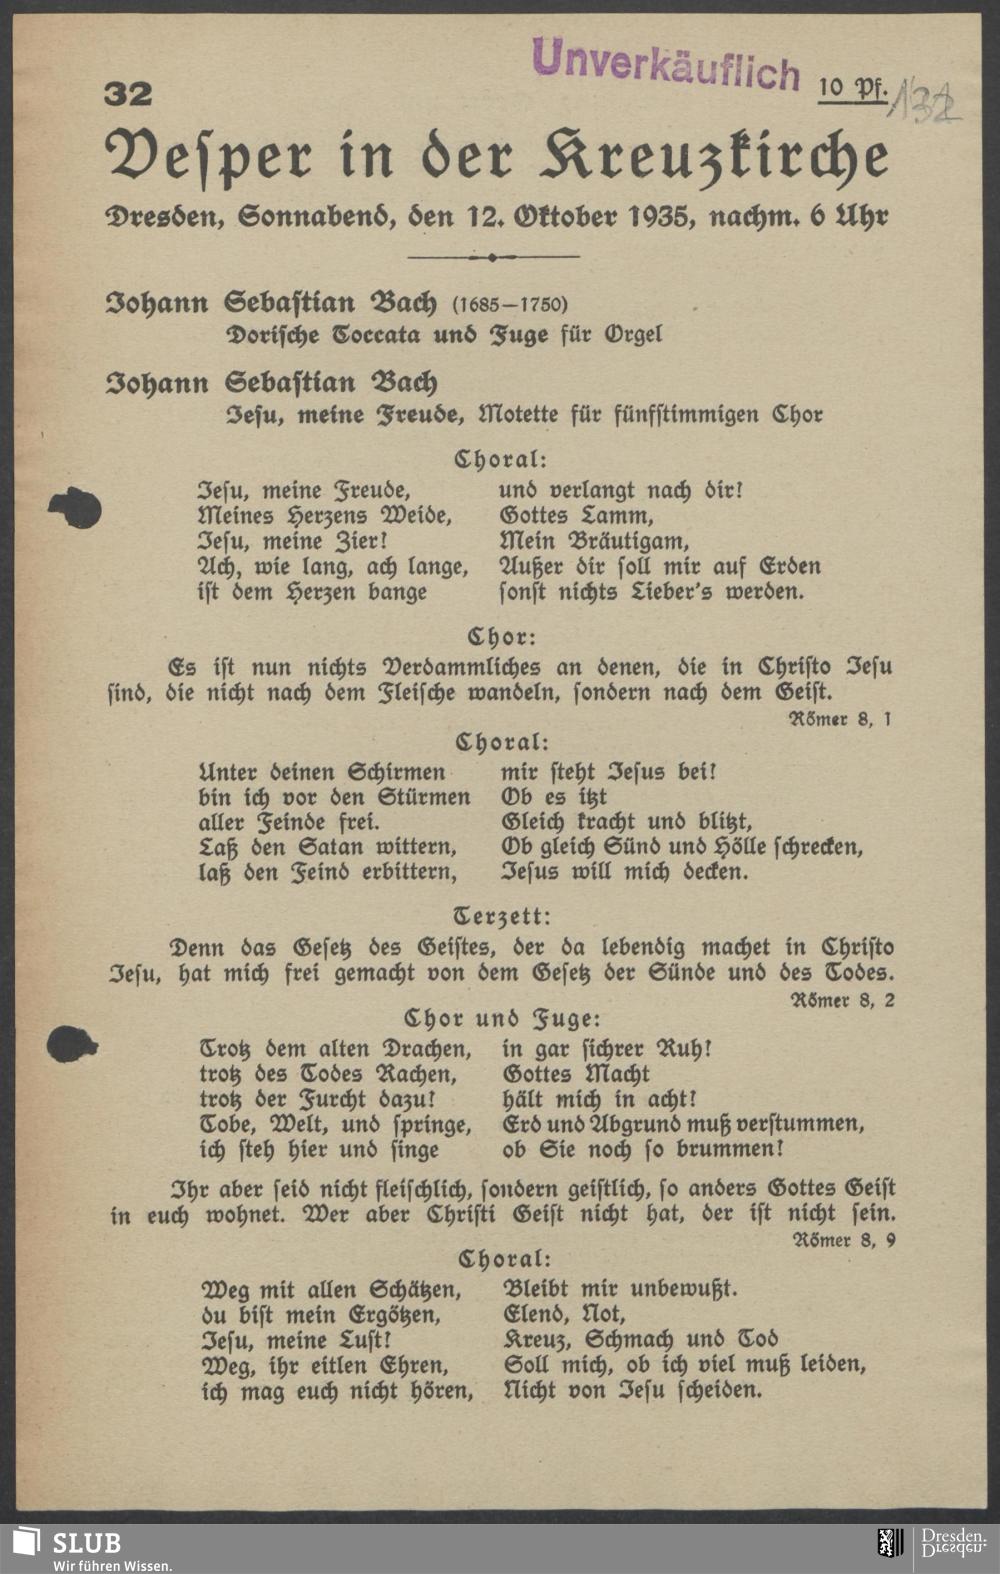 Unverkäuflich
32
10 Pf.
Vesper in der Kreuzkirche
Dresden, Sonnabend, den 12. Oktober 1935, nachm. 6 Uhr
Johann Sebastian Bach (1685–1750)
Dorische Toccata und Fuge für Orgel
Johann Sebastian Bach
Jesu, meine Freude, Motette für fünfstimmigen Chor
Choral:
Jesu, meine Freude,
Meines Herzens Weide,
Jesu, meine Zier!
Ach, wie lang, ach lange,
ist dem Herzen bange
und verlangt nach dir!
Gottes Lamm,
Mein Bräutigam,
Außer dir soll mir auf Erden
sonst nichts Lieber's werden.
Chor:
Es ist nun nichts Verdammliches an denen, die in Christo Jesu
sind, die nicht nach dem Fleische wandeln, sondern nach dem Geist.
Römer 8, 1
Choral:
Unter deinen Schirmen
bin ich vor den Stürmen
aller Feinde frei.
Laß den Satan wittern,
laß den Feind erbittern,
mir steht Jesus bei!
Ob es itzt
Gleich kracht und blitzt,
Ob gleich Sünd und Hölle schrecken,
Jesus will mich decken.
Terzett:
Denn das Gesetz des Geistes, der da lebendig machet in Christo
Jesu, hat mich frei gemacht von dem Gesetz der Sünde und des Todes.
Römer 8, 2
Chor und Fuge:
Trotz dem alten Drachen,
trotz des Todes Rachen,
trotz der Furcht dazu!
Tobe, Welt, und springe,
ich steh hier und singe
in gar sichrer Ruh!
Gottes Macht
hält mich in acht!
Erd und Abgrund muß verstummen,
ob Sie noch so brummen!
Ihr aber seid nicht fleischlich, sondern geistlich, so anders Gottes Geist
in euch wohnet. Wer aber Christi Geist nicht hat, der ist nicht sein.
Römer 8, 9
Choral:
Weg mit allen Schätzen,
du bist mein Ergötzen,
Jesu, meine Lust!
Weg, ihr eitlen Ehren,
ich mag euch nicht hören,
Bleibt mir unbewußt.
Elend, Not,
Kreuz, Schmach und Tod
Soll mich, ob ich viel muß leiden,
Nicht von Jesu scheiden.
SLUB
Wir führen Wissen.
Dresden.